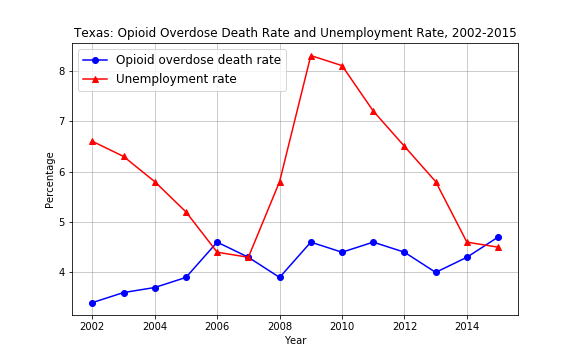 Texas: Opioid Overdose Death Rate and Unemployment Rate, 2002-2015
Opioid overdose death rate
Unemployment rate
8
7
6
5
4
Percentage
2002 2004 2006 2008 2010 2012 2014
Year